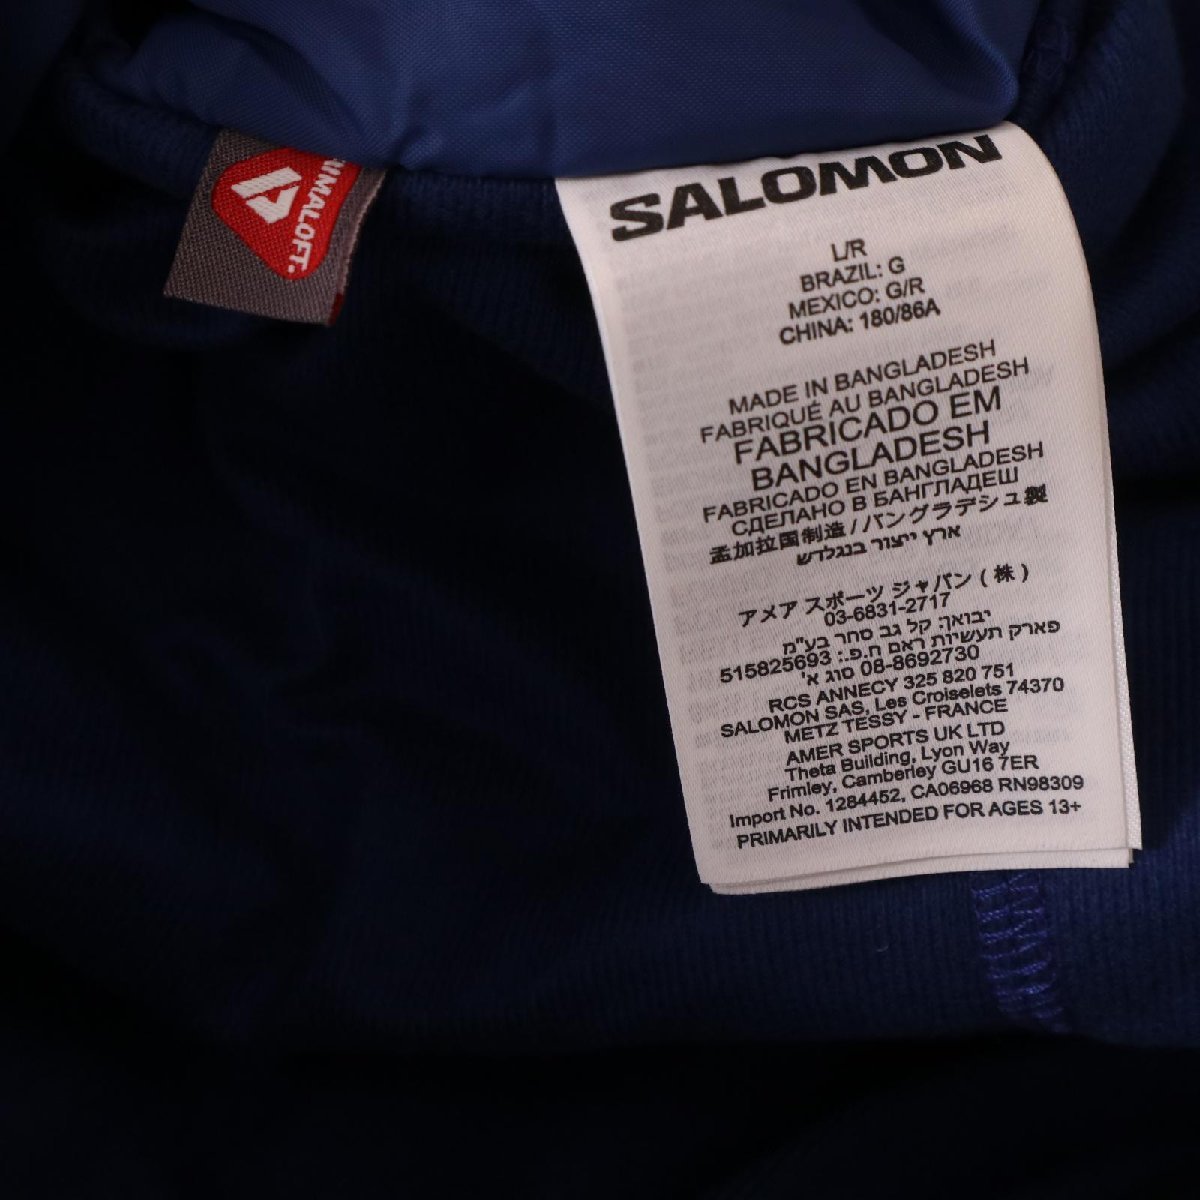 PRIMALOFT.
SALOMON
L/R
BRAZIL: G
MEXICO: G/R
CHINA: 180/86A
MADE IN BANGLADESH
FABRIQUÉ AU BANGLADESH
FABRICADO EM
BANGLADESH
FABRICADO EN BANGLADESH
СДЕЛАНО В БАНГЛАДЕШ
孟加拉国制造 / バングラデシュ製
ארץ ייצור בנגלדש
アメア スポーツ ジャパン ( 株 )
03-6831-2717
יבואן: קל גב סחר בע"מ
פארק תעשיות ראם ח.פ.: 515825693
08-8692730 סוג א'
RCS ANNECY 325 820 751
SALOMON SAS, Les Croiselets 74370
METZ TESSY - FRANCE
AMER SPORTS UK LTD
Theta Building, Lyon Way
Frimley, Camberley GU16 7ER
Import No. 1284452, CA06968 RN98309
PRIMARILY INTENDED FOR AGES 13+